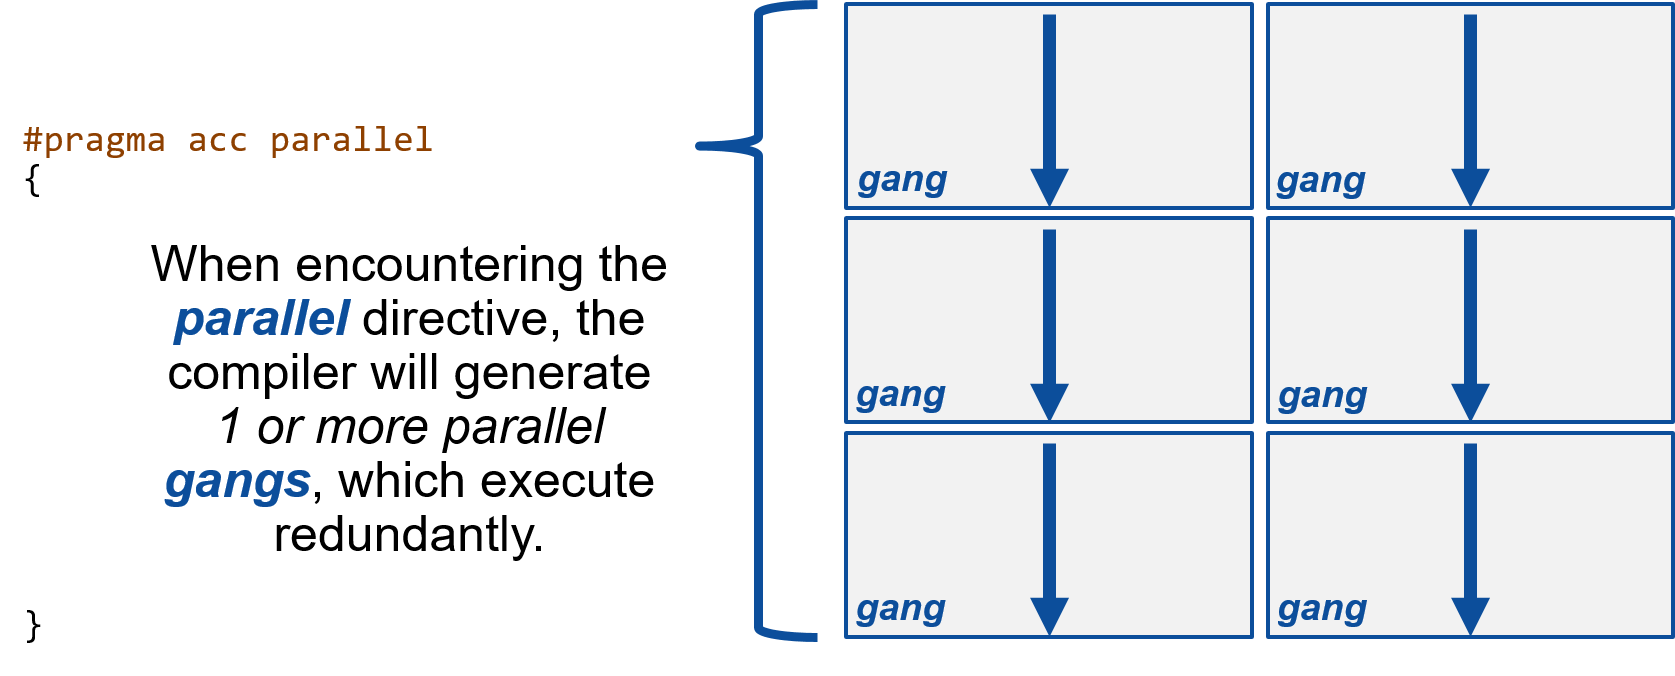 #pragma acc parallel
{
When encountering the
parallel directive, the
compiler will generate
1 or more parallel
gangs, which execute
redundantly.
}
gang
gang
gang
gang
gang
gang